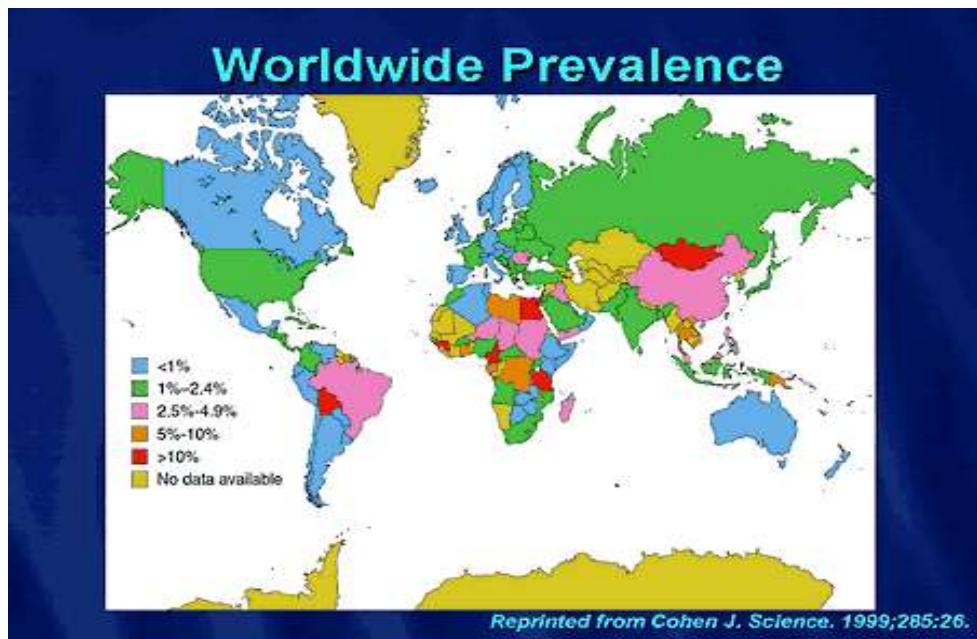 Worldwide Prevalence
<1%
1%–2.4%
2.5%-4.9%
5%-10%
>10%
No data available
Reprinted from Cohen J. Science. 1999;285:26.